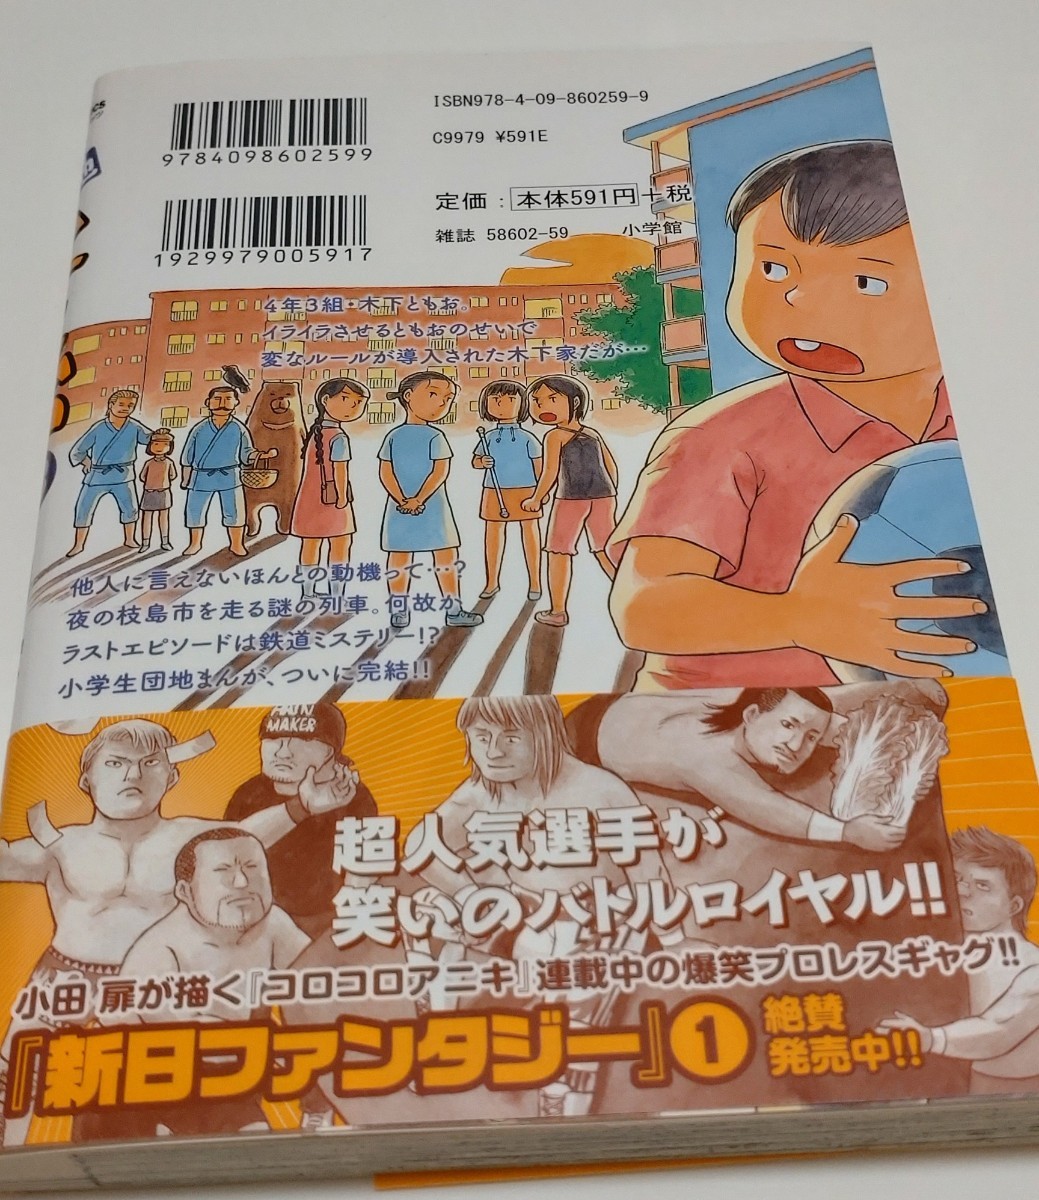 ISBN978-4-09-860259-9
9784098602599
C9979 ¥591E
定価：本体591円+税
1929979005917
雑誌 58602-59 小学館
4年3組・木下ともお。
イライラさせるともおのせいで
変なルールが導入された木下家だが…
他人に言えないほんとの動機って…？
夜の枝島市を走る謎の列車。何故か
ラストエピソードは鉄道ミステリー!?
小学生団地まんが、ついに完結!!
PAIN
MAKER
超人気選手が
笑いのバトルロイヤル!!
小田 扉が描く『コロコロアニキ』連載中の爆笑プロレスギャグ!!
『新日ファンタジー』①
絶賛
発売中!!